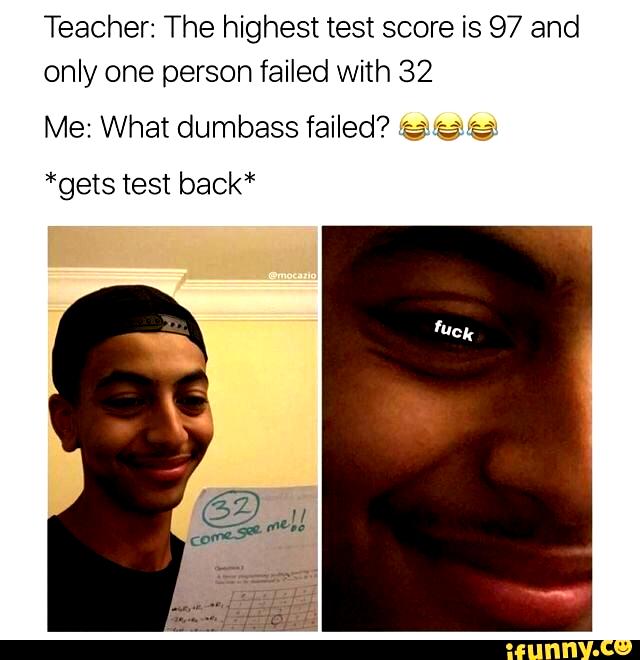 Teacher: The highest test score is 97 and
only one person failed with 32
Me: What dumbass failed? 😂😂😂
*gets test back*
@mocazio
fuck
32
come see me!!
ifunny.co